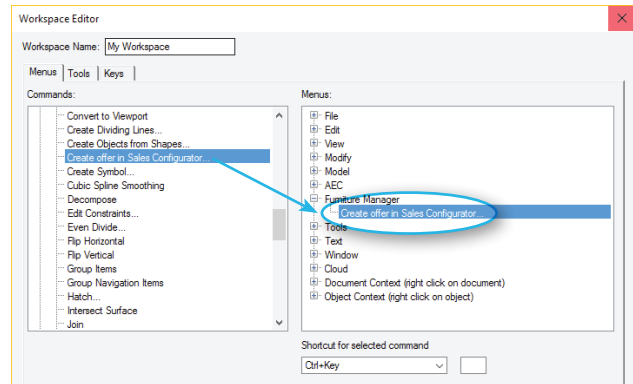 Workspace Editor
Workspace Name: My Workspace
Menus Tools Keys
Commands:
Convert to Viewport
Create Dividing Lines...
Create Objects from Shapes...
Create offer in Sales Configurator...
Create Symbol...
Cubic Spline Smoothing
Decompose
Edit Constraints...
Even Divide...
Flip Horizontal
Flip Vertical
Group Items
Group Navigation Items
Hatch...
Intersect Surface
Join
Menus:
File
Edit
View
Modify
Model
AEC
Furniture Manager
Create offer in Sales Configurator...
Tools
Text
Window
Cloud
Document Context (right click on document)
Object Context (right click on object)
Shortcut for selected command
Ctrl+Key